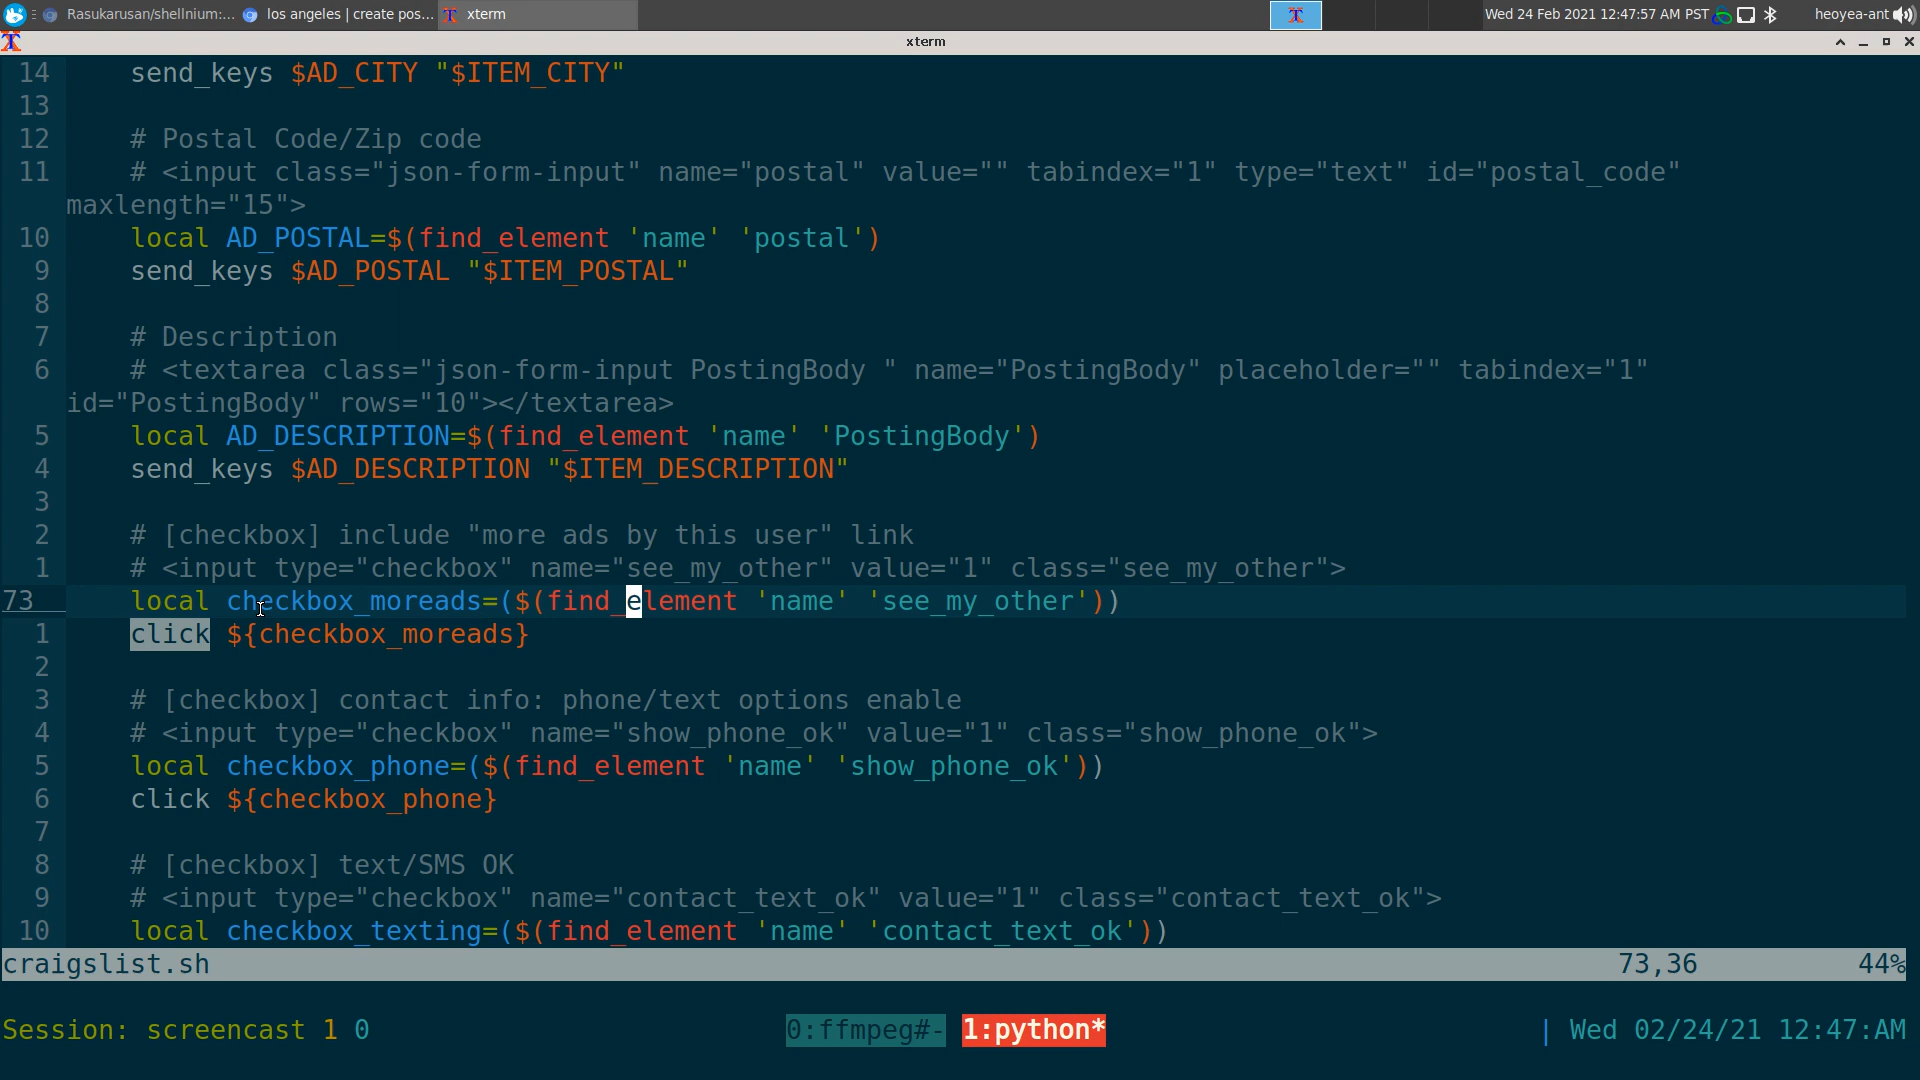 Rasukarusan/shellnium:...
los angeles | create pos...
xterm
Wed 24 Feb 2021 12:47:57 AM PST
heoyea-ant
xterm
14     send_keys $AD_CITY "$ITEM_CITY"
13
12     # Postal Code/Zip code
11     # <input class="json-form-input" name="postal" value="" tabindex="1" type="text" id="postal_code"
maxlength="15">
10     local AD_POSTAL=$(find_element 'name' 'postal')
9     send_keys $AD_POSTAL "$ITEM_POSTAL"
8
7     # Description
6     # <textarea class="json-form-input PostingBody " name="PostingBody" placeholder="" tabindex="1"
id="PostingBody" rows="10"></textarea>
5     local AD_DESCRIPTION=$(find_element 'name' 'PostingBody')
4     send_keys $AD_DESCRIPTION "$ITEM_DESCRIPTION"
3
2     # [checkbox] include "more ads by this user" link
1     # <input type="checkbox" name="see_my_other" value="1" class="see_my_other">
73     local checkbox_moreads=($(find_element 'name' 'see_my_other'))
1     click ${checkbox_moreads}
2
3     # [checkbox] contact info: phone/text options enable
4     # <input type="checkbox" name="show_phone_ok" value="1" class="show_phone_ok">
5     local checkbox_phone=($(find_element 'name' 'show_phone_ok'))
6     click ${checkbox_phone}
7
8     # [checkbox] text/SMS OK
9     # <input type="checkbox" name="contact_text_ok" value="1" class="contact_text_ok">
10     local checkbox_texting=($(find_element 'name' 'contact_text_ok'))
craigslist.sh 73,36 44%
Session: screencast 1 0 0:ffmpeg#- 1:python* | Wed 02/24/21 12:47:AM